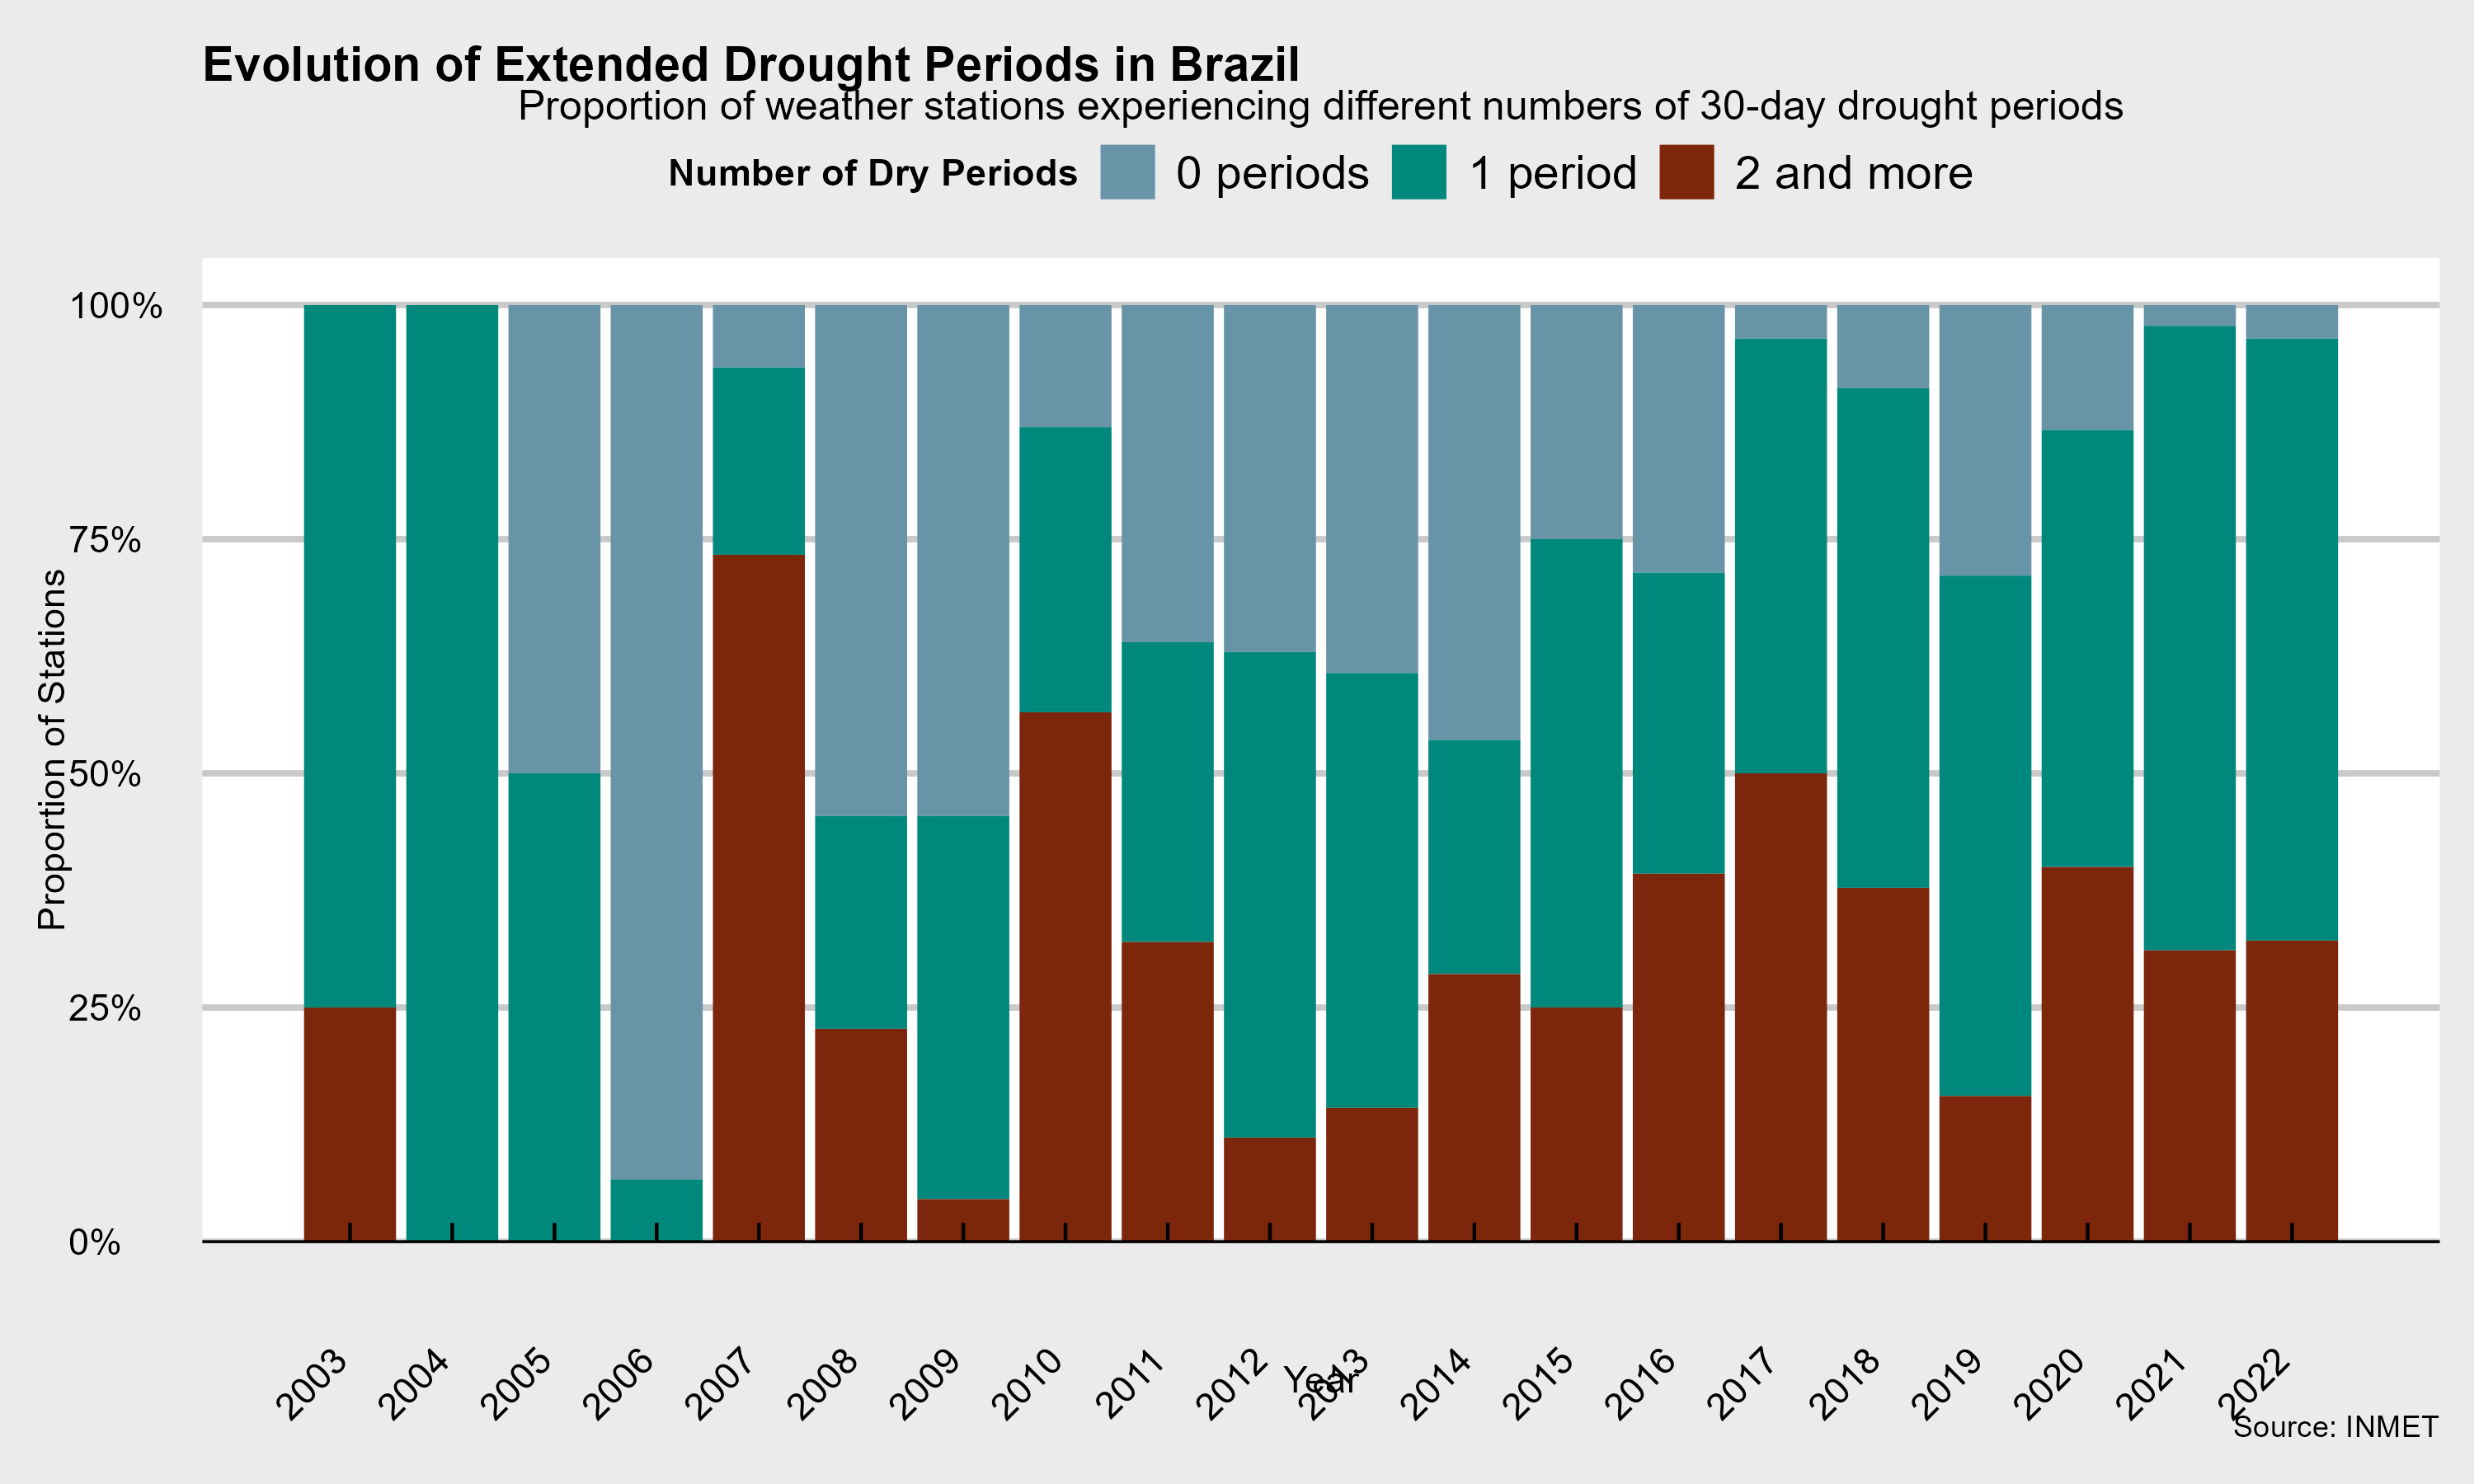 Evolution of Extended Drought Periods in Brazil
Proportion of weather stations experiencing different numbers of 30-day drought periods
Number of Dry Periods 0 periods 1 period 2 and more
Proportion of Stations
100%
75%
50%
25%
0%
2003 2004 2005 2006 2007 2008 2009 2010 2011 2012 2013 2014 2015 2016 2017 2018 2019 2020 2021 2022
Year
Source: INMET